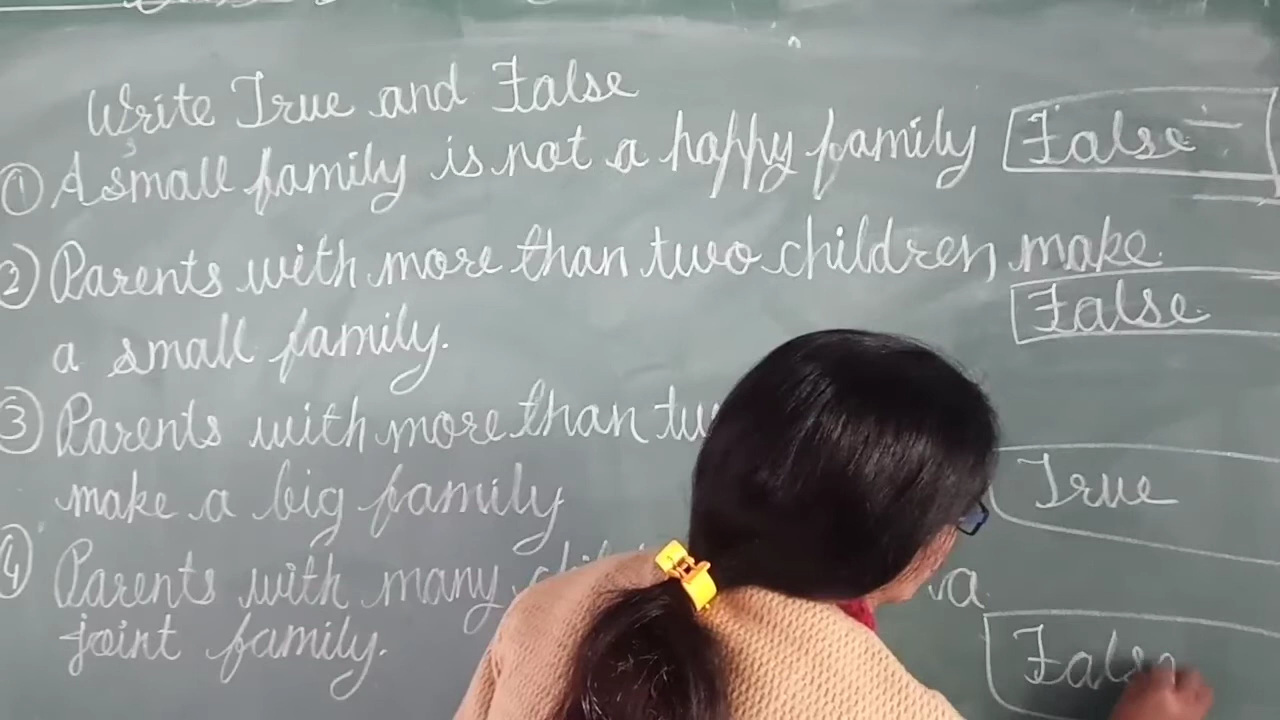 Write True and False
① A small family is not a happy family False
② Parents with more than two children make
False
a small family.
③ Parents with more than
make a big family True
④ Parents with many a
joint family. False